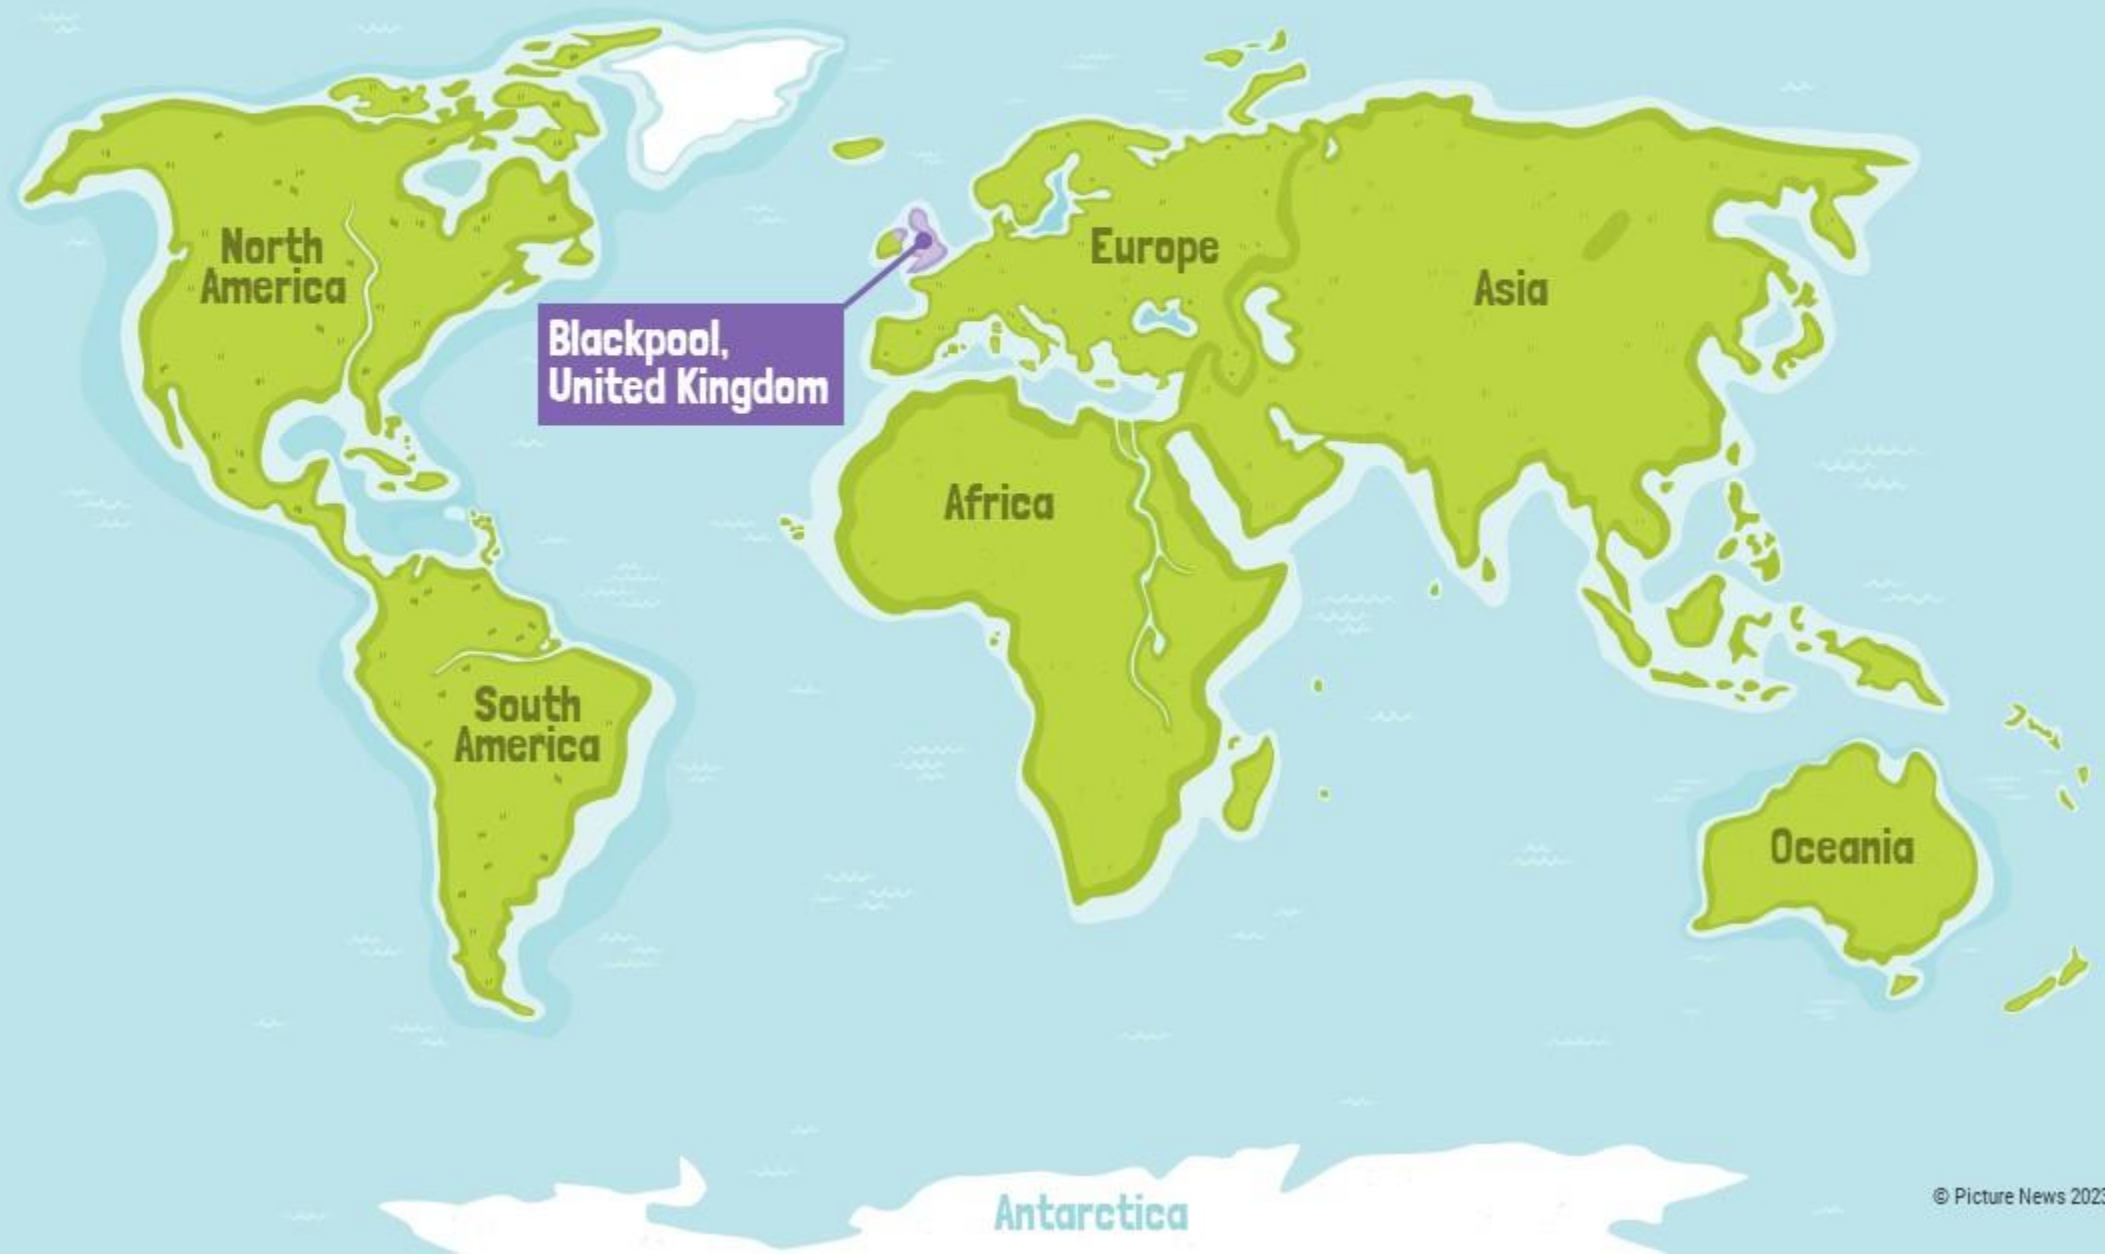 North
America
Europe
Asia
Blackpool,
United Kingdom
Africa
South
America
Oceania
Antarctica
© Picture News 2023